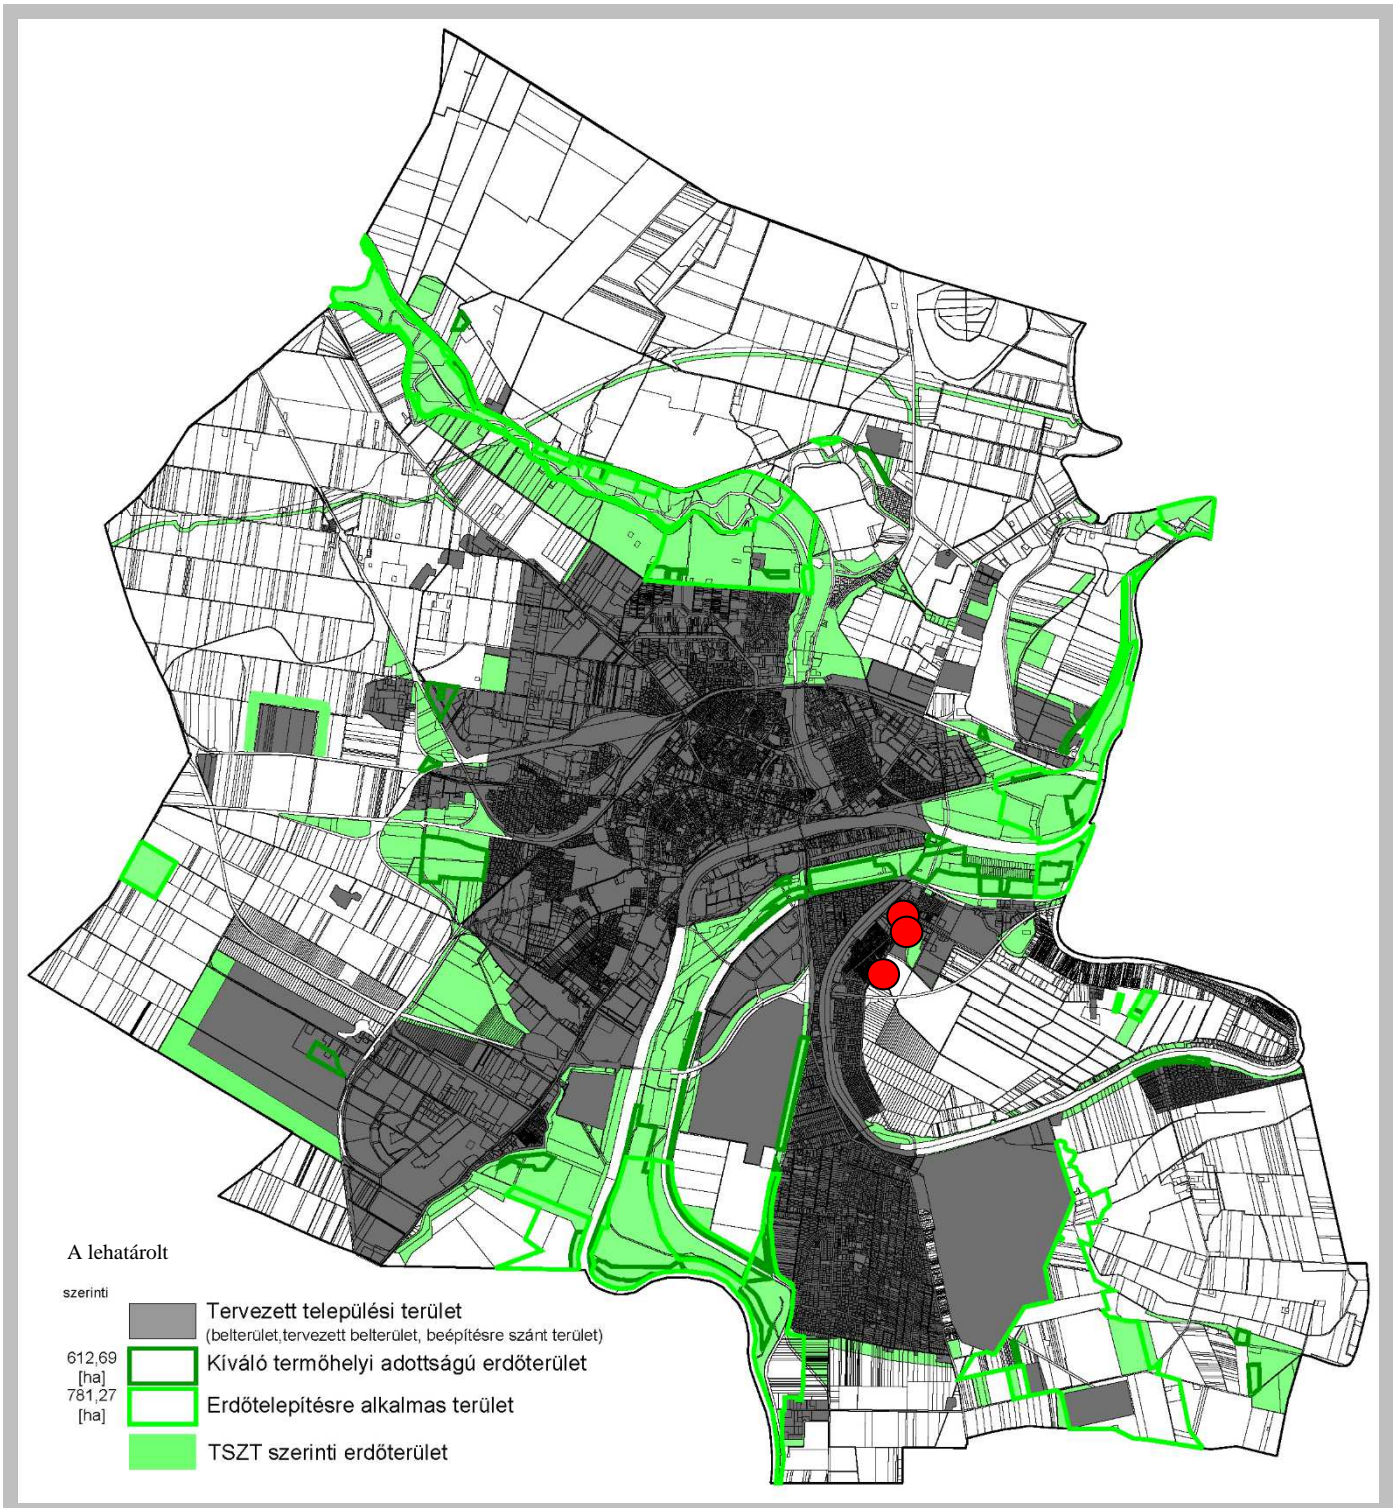 A lehatárolt
szerinti
Tervezett települési terület
(belterület,tervezett belterület, beépítésre szánt terület)
612,69
[ha]
Kíváló termőhelyi adottságú erdőterület
781,27
[ha]
Erdőtelepítésre alkalmas terület
TSZT szerinti erdőterület